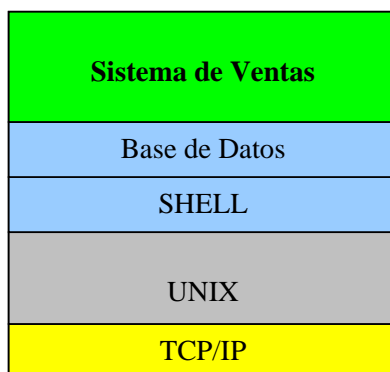 Sistema de Ventas
Base de Datos
SHELL
UNIX
TCP/IP